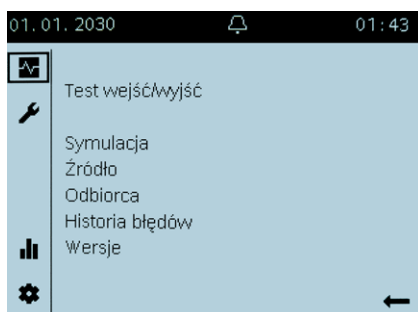 01. 01. 2030 01:43
Test wejść/wyjść
Symulacja
Źródło
Odbiorca
Historia błędów
Wersje